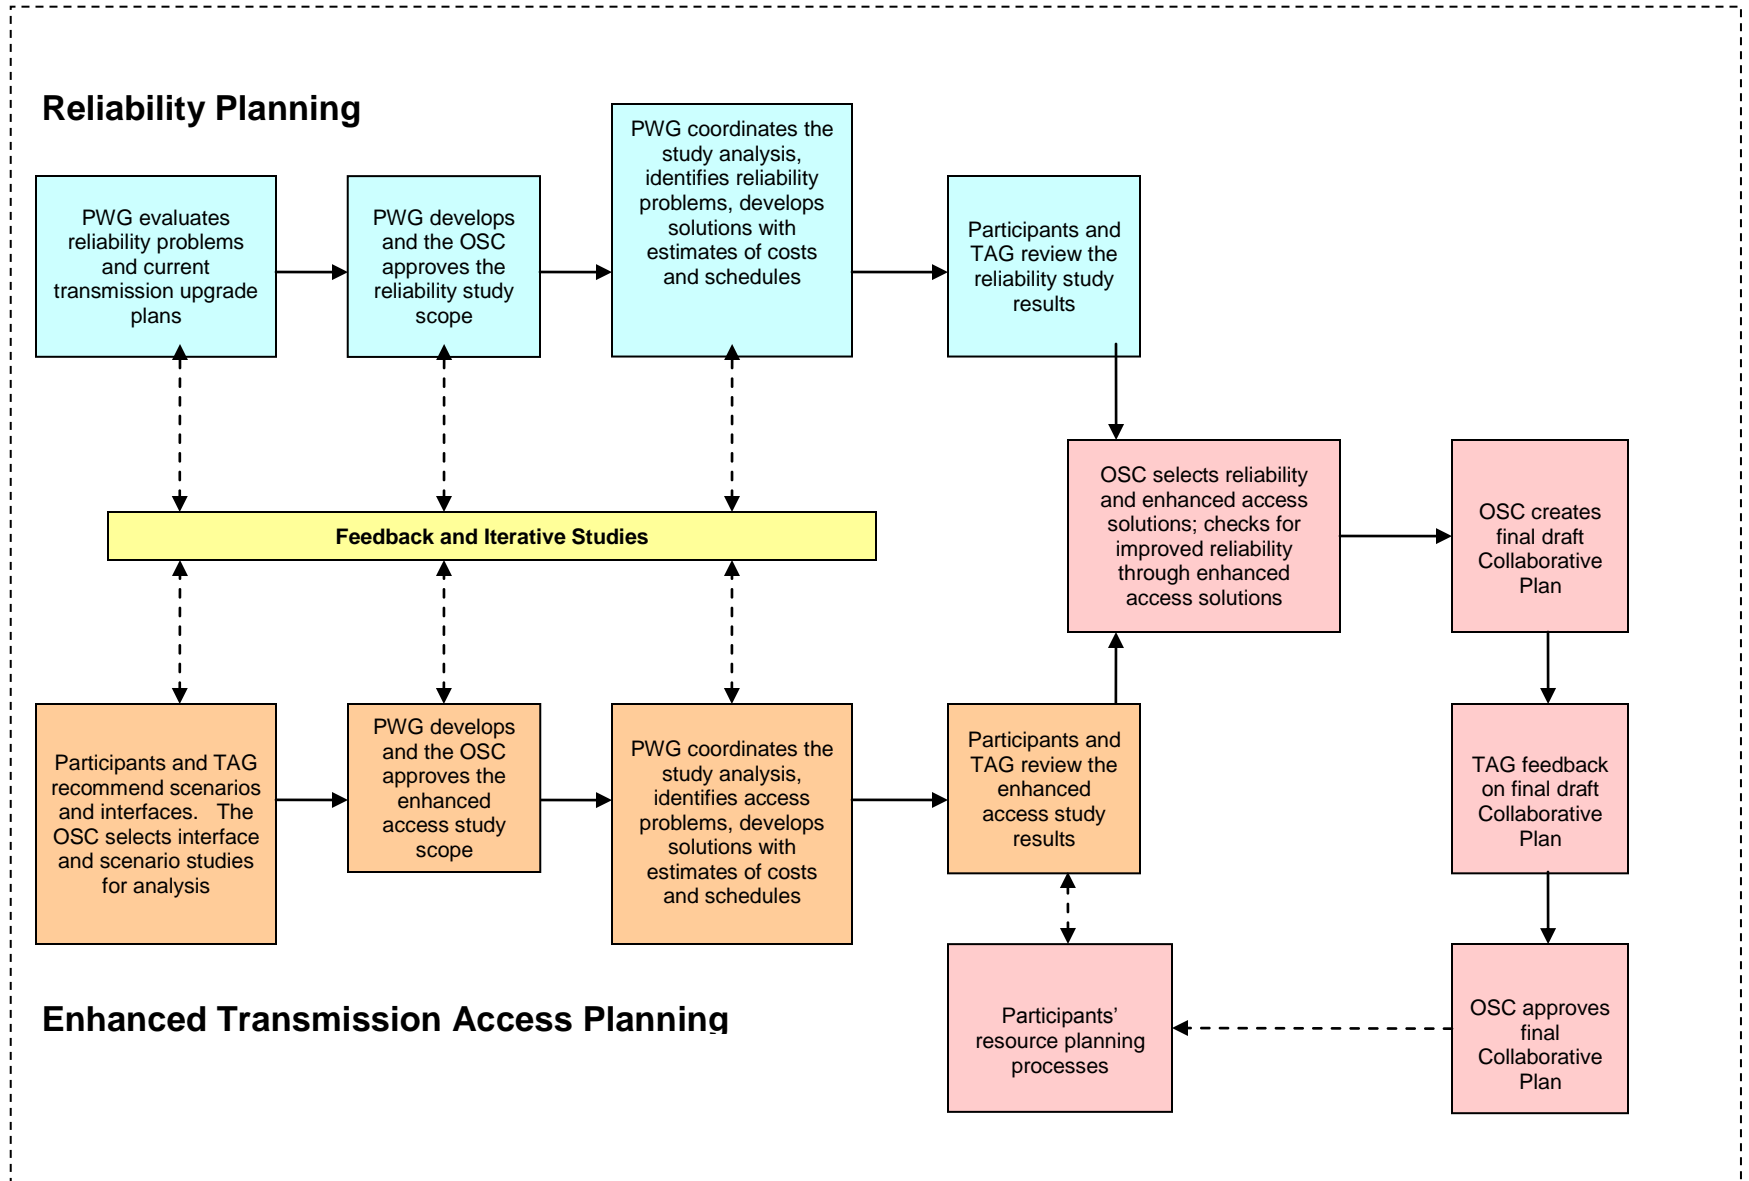 Reliability Planning
PWG evaluates
reliability problems
and current
transmission upgrade
plans
PWG develops
and the OSC
approves the
reliability study
scope
PWG coordinates the
study analysis,
identifies reliability
problems, develops
solutions with
estimates of costs
and schedules
Participants and
TAG review the
reliability study
results
Feedback and Iterative Studies
OSC selects reliability
and enhanced access
solutions; checks for
improved reliability
through enhanced
access solutions
OSC creates
final draft
Collaborative
Plan
Participants and TAG
recommend scenarios
and interfaces.   The
OSC selects interface
and scenario studies
for analysis
PWG develops
and the OSC
approves the
enhanced
access study
scope
PWG coordinates the
study analysis,
identifies access
problems, develops
solutions with
estimates of costs
and schedules
Participants and
TAG review the
enhanced
access study
results
TAG feedback
on final draft
Collaborative
Plan
Enhanced Transmission Access Planning
Participants’
resource planning
processes
OSC approves
final
Collaborative
Plan